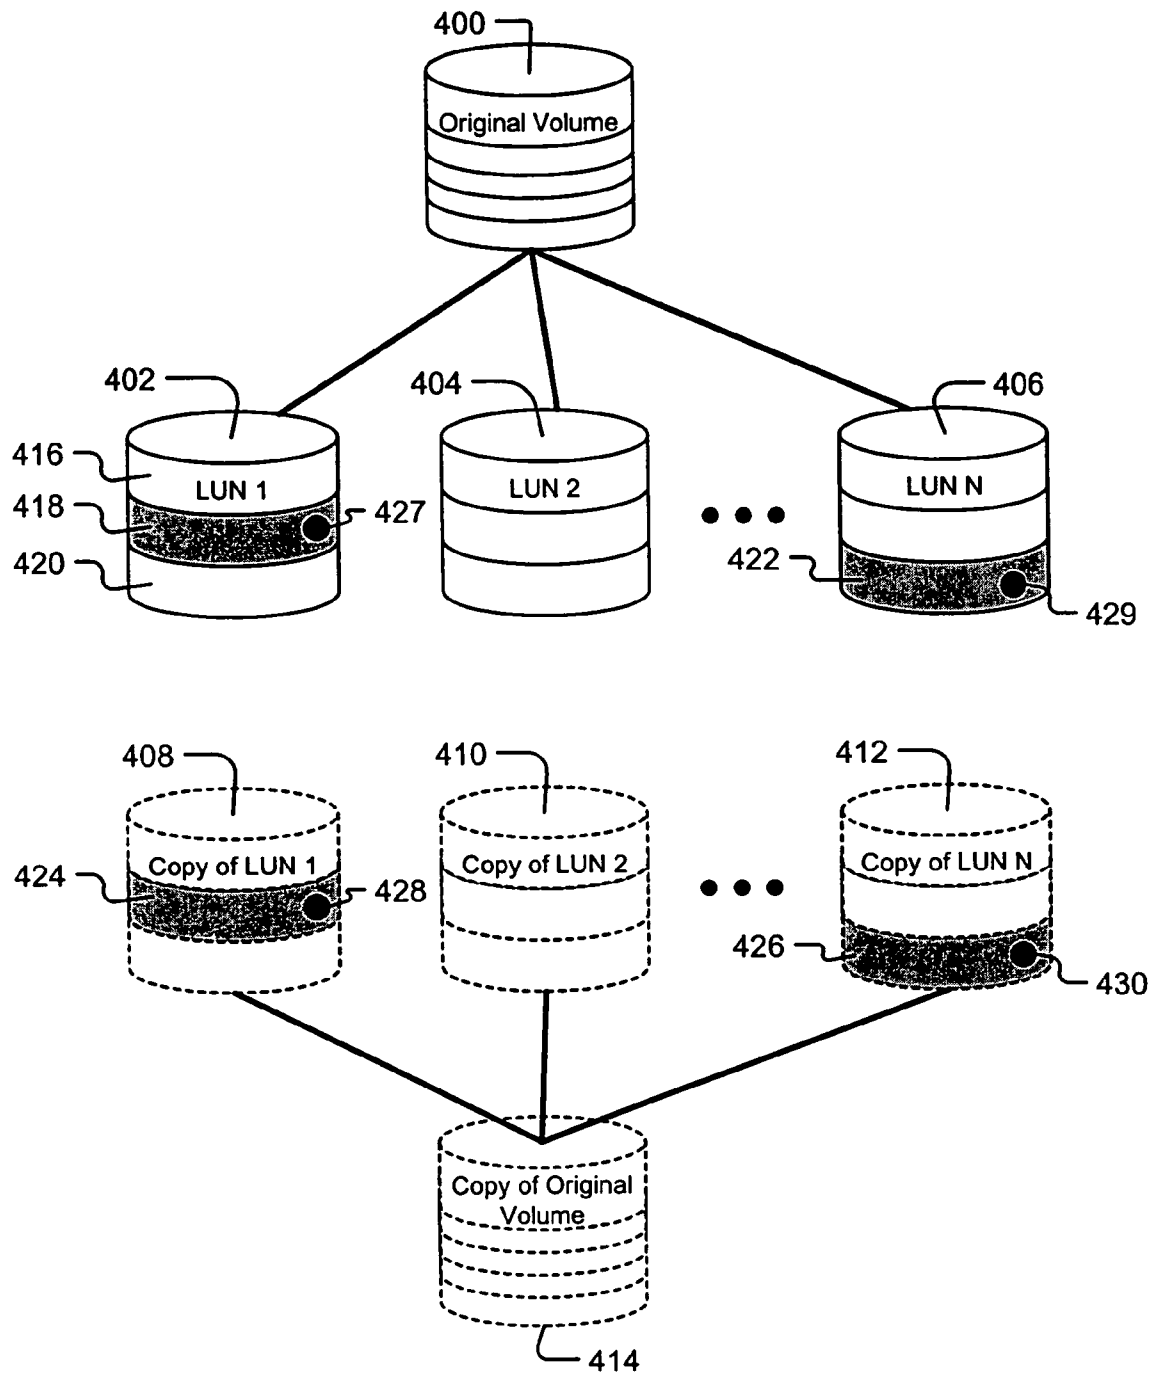 400
Original Volume
402
404
406
416
LUN 1
LUN 2
LUN N
418
427
420
422
429
408
410
412
424
Copy of LUN 1
428
Copy of LUN 2
Copy of LUN N
426
430
Copy of Original
Volume
414